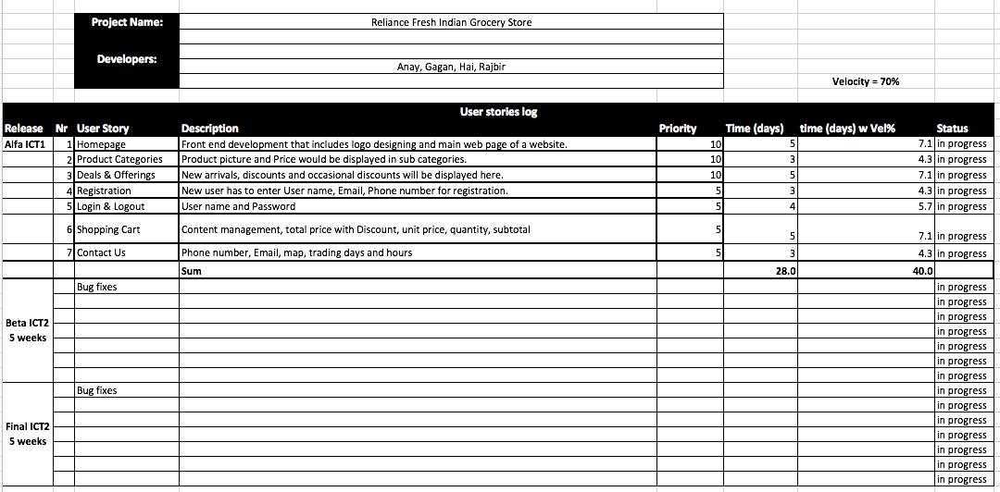 Project Name: Reliance Fresh Indian Grocery Store
Developers:
Anay, Gagan, Hai, Rajbir
Velocity = 70%
User stories log
Release Nr User Story Description Priority Time (days) time (days) w Vel% Status
Alfa ICT1 1 Homepage Front end development that includes logo designing and main web page of a website. 10 5 7.1 in progress
2 Product Categories Product picture and Price would be displayed in sub categories. 10 3 4.3 in progress
3 Deals & Offerings New arrivals, discounts and occasional discounts will be displayed here. 10 5 7.1 in progress
4 Registration New user has to enter User name, Email, Phone number for registration. 5 3 4.3 in progress
5 Login & Logout User name and Password 5 4 5.7 in progress
6 Shopping Cart Content management, total price with Discount, unit price, quantity, subtotal 5 5 7.1 in progress
7 Contact Us Phone number, Email, map, trading days and hours 5 3 4.3 in progress
Sum 28.0 40.0
Bug fixes in progress
in progress
Beta ICT2 in progress
5 weeks in progress
in progress
in progress
in progress
Bug fixes in progress
in progress
Final ICT2 in progress
5 weeks in progress
in progress
in progress
in progress